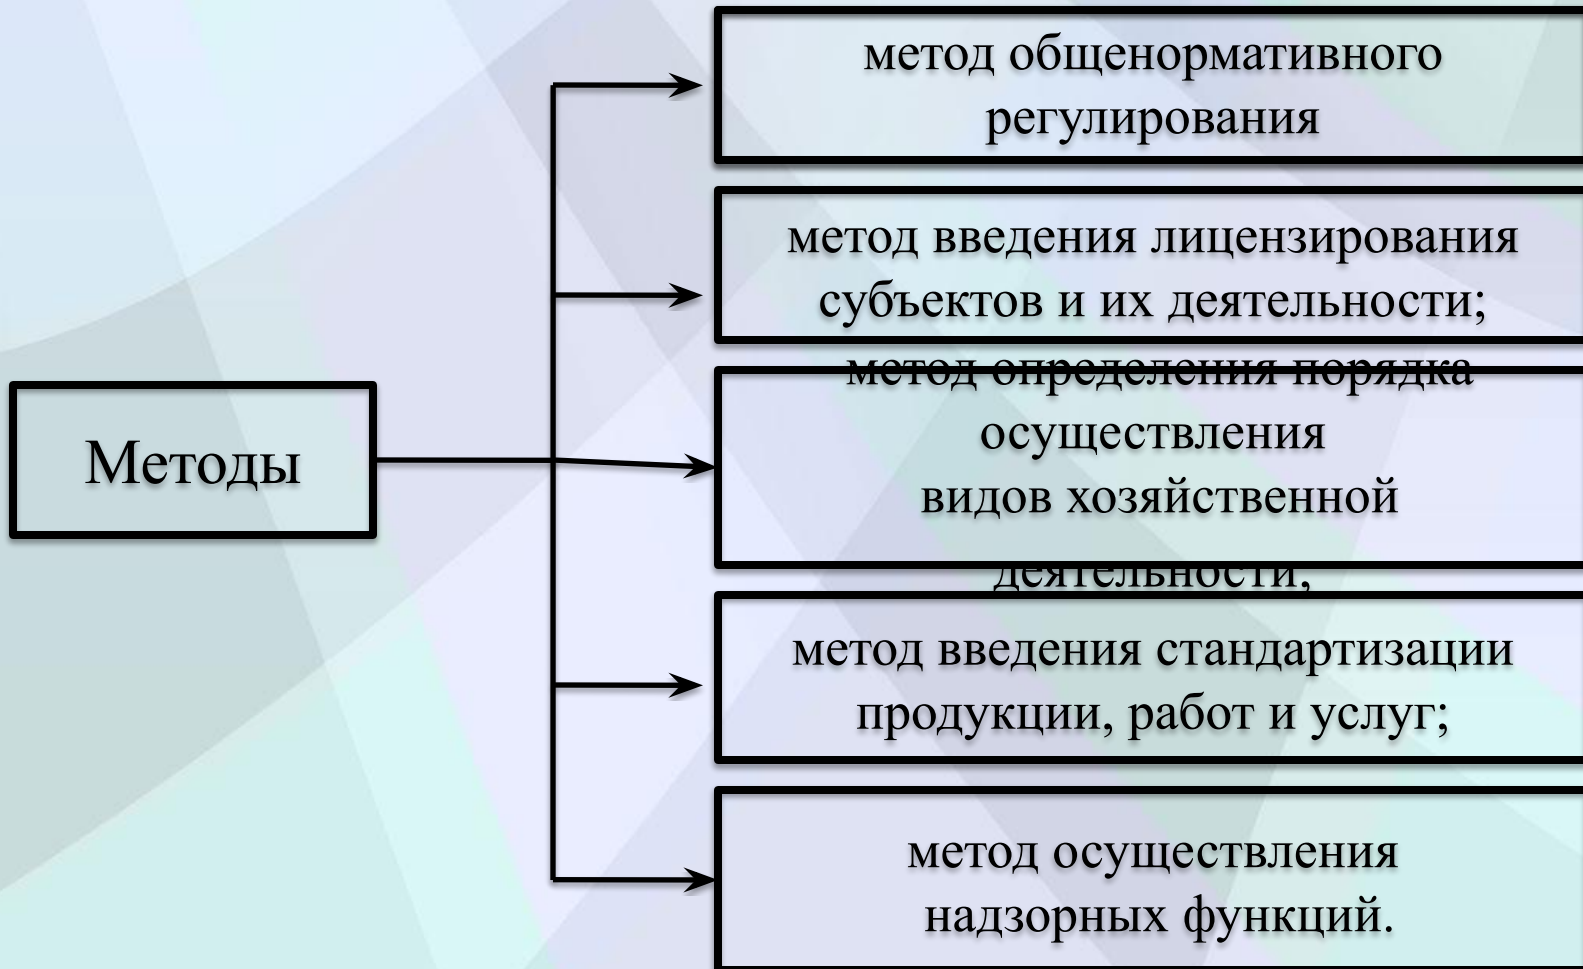 метод общенормативного
регулирования
метод введения лицензирования
субъектов и их деятельности;
метод определения порядка
осуществления
видов хозяйственной
деятельности;
Методы
метод введения стандартизации
продукции, работ и услуг;
метод осуществления
надзорных функций.